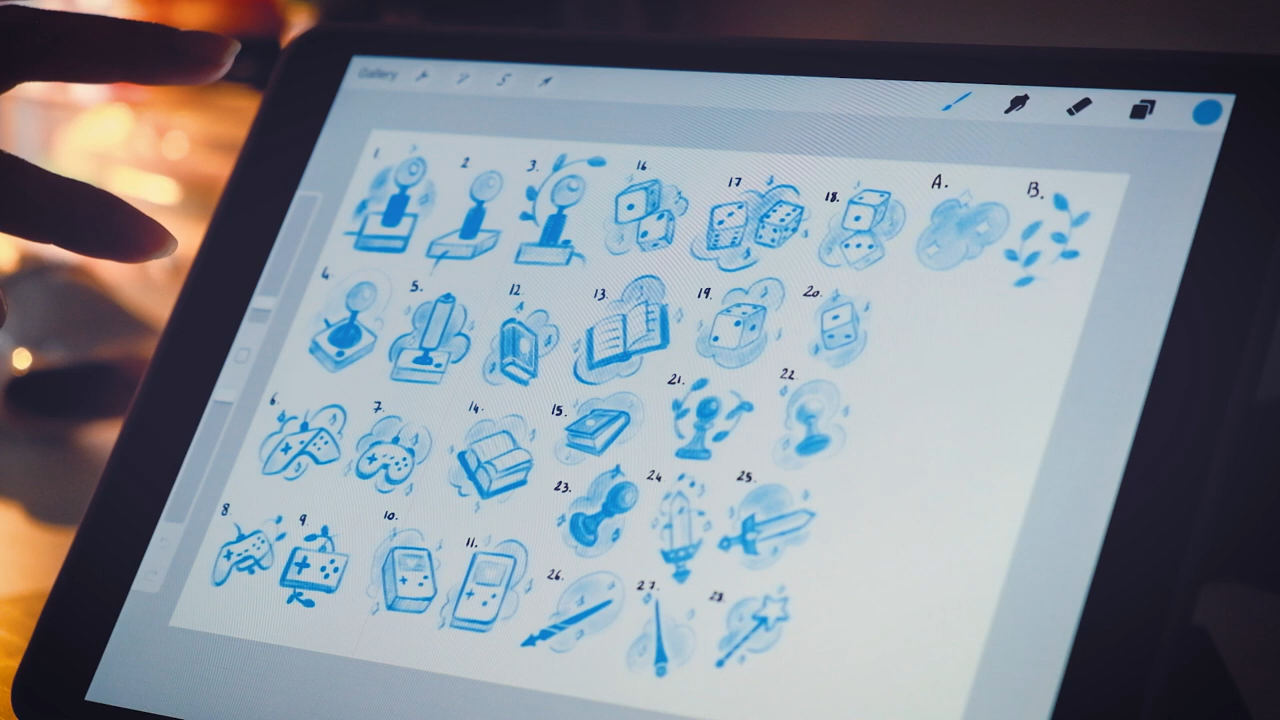 Gallery
1 2 3. 16 17 18. A. B.
4. 5. 12 13. 19. 20.
6. 7. 14. 15. 21. 22
8. 9. 10. 11. 23. 24 25.
26. 27. 28.